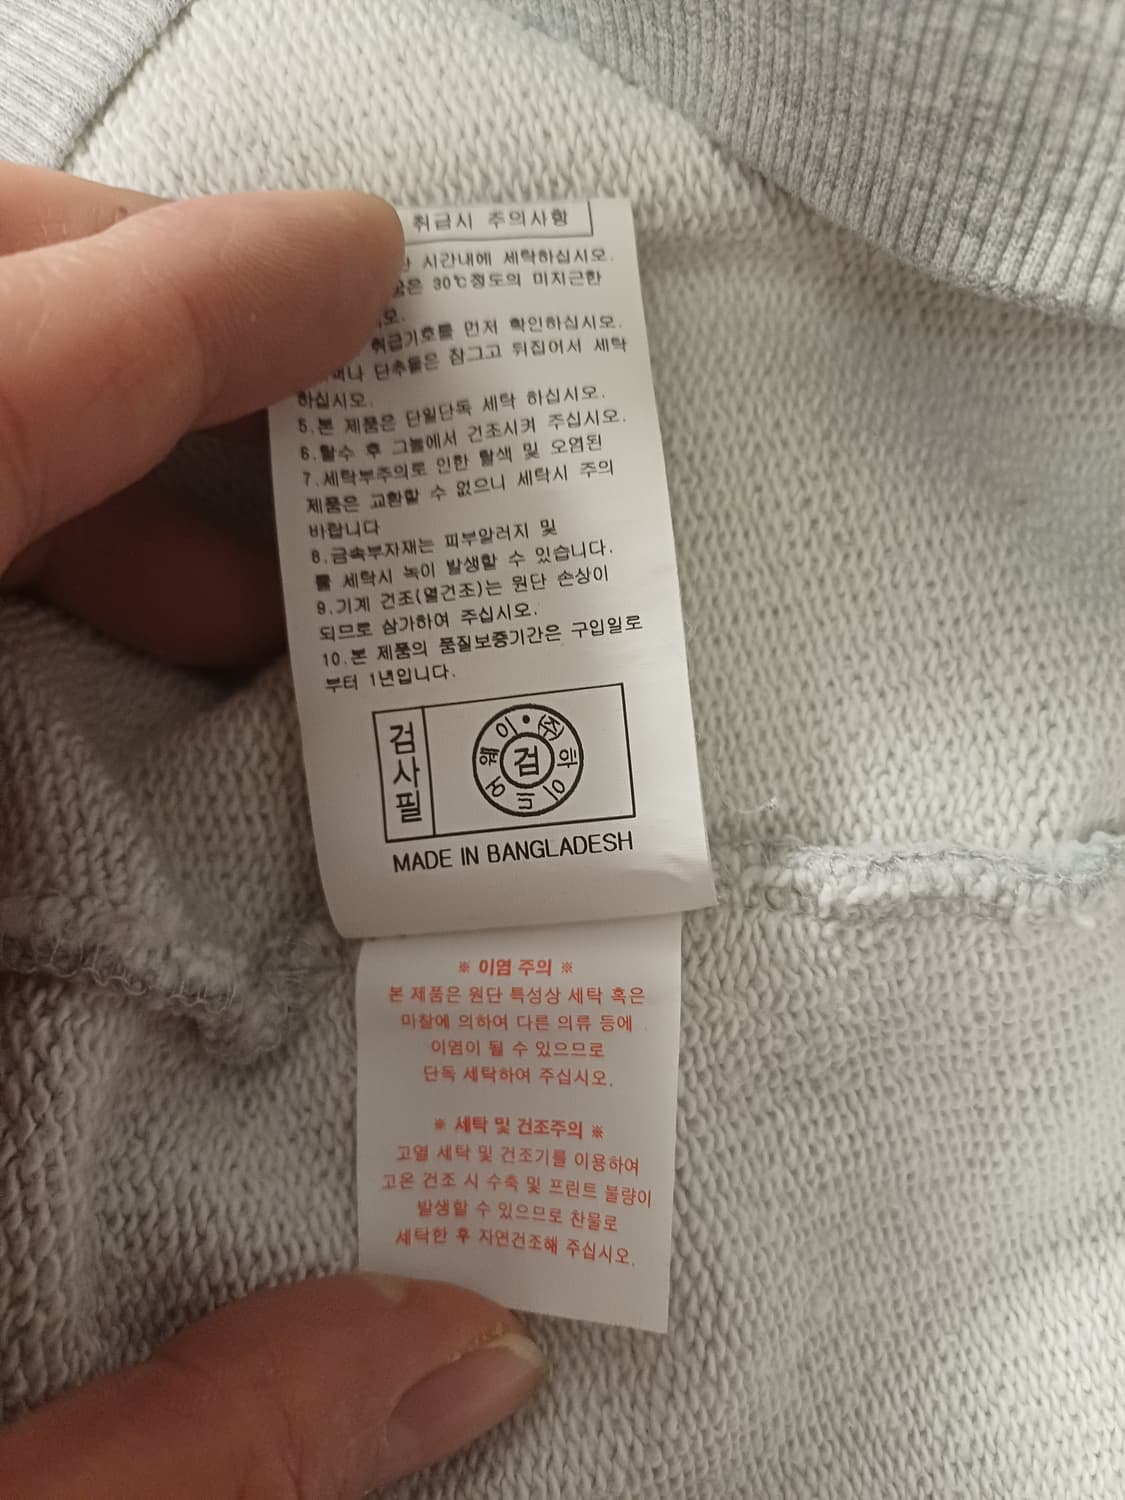 취급시 주의사항
시간내에 세탁하십시오.
30℃정도의 미지근한
오.
취급기호를 먼저 확인하십시오.
단추들은 잠그고 뒤집어서 세탁
하십시오.
5.본 제품은 단일단독 세탁 하십시오.
6.탈수 후 그늘에서 건조시켜 주십시오.
7.세탁부주의로 인한 탈색 및 오염된
제품은 교환할 수 없으니 세탁시 주의
바랍니다
8.금속부자재는 피부알러지 및
를 세탁시 녹이 발생할 수 있습니다.
9.기계 건조(열건조)는 원단 손상이
되므로 삼가하여 주십시오.
10.본 제품의 품질보증기간은 구입일로
부터 1년입니다.
검사필
검
MADE IN BANGLADESH
※ 이염 주의 ※
본 제품은 원단 특성상 세탁 혹은
마찰에 의하여 다른 의류 등에
이염이 될 수 있으므로
단독 세탁하여 주십시오.
※ 세탁 및 건조주의 ※
고열 세탁 및 건조기를 이용하여
고온 건조 시 수축 및 프린트 불량이
발생할 수 있으므로 찬물로
세탁한 후 자연건조해 주십시오.